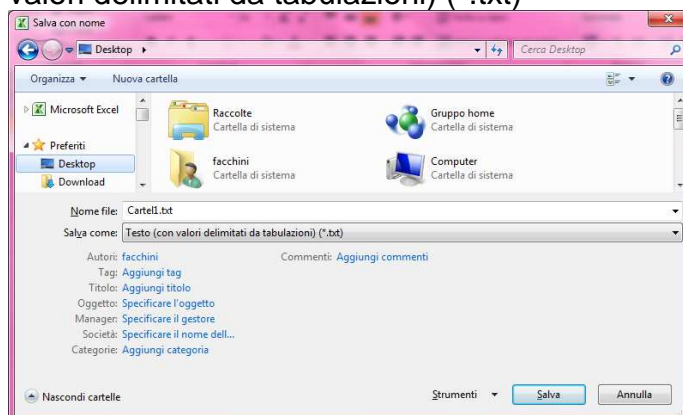 valori delimitati da tabulazioni) (*.txt)
Salva con nome
Desktop
Cerca Desktop
Organizza Nuova cartella
Microsoft Excel
Preferiti
Desktop
Download
Raccolte
Cartella di sistema
Gruppo home
Cartella di sistema
facchini
Cartella di sistema
Computer
Cartella di sistema
Nome file: Cartel1.txt
Salva come: Testo (con valori delimitati da tabulazioni) (*.txt)
Autori: facchini Commenti: Aggiungi commenti
Tag: Aggiungi tag
Titolo: Aggiungi titolo
Oggetto: Specificare l'oggetto
Manager: Specificare il gestore
Società: Specificare il nome dell...
Categorie: Aggiungi categoria
Nascondi cartelle Strumenti Salva Annulla